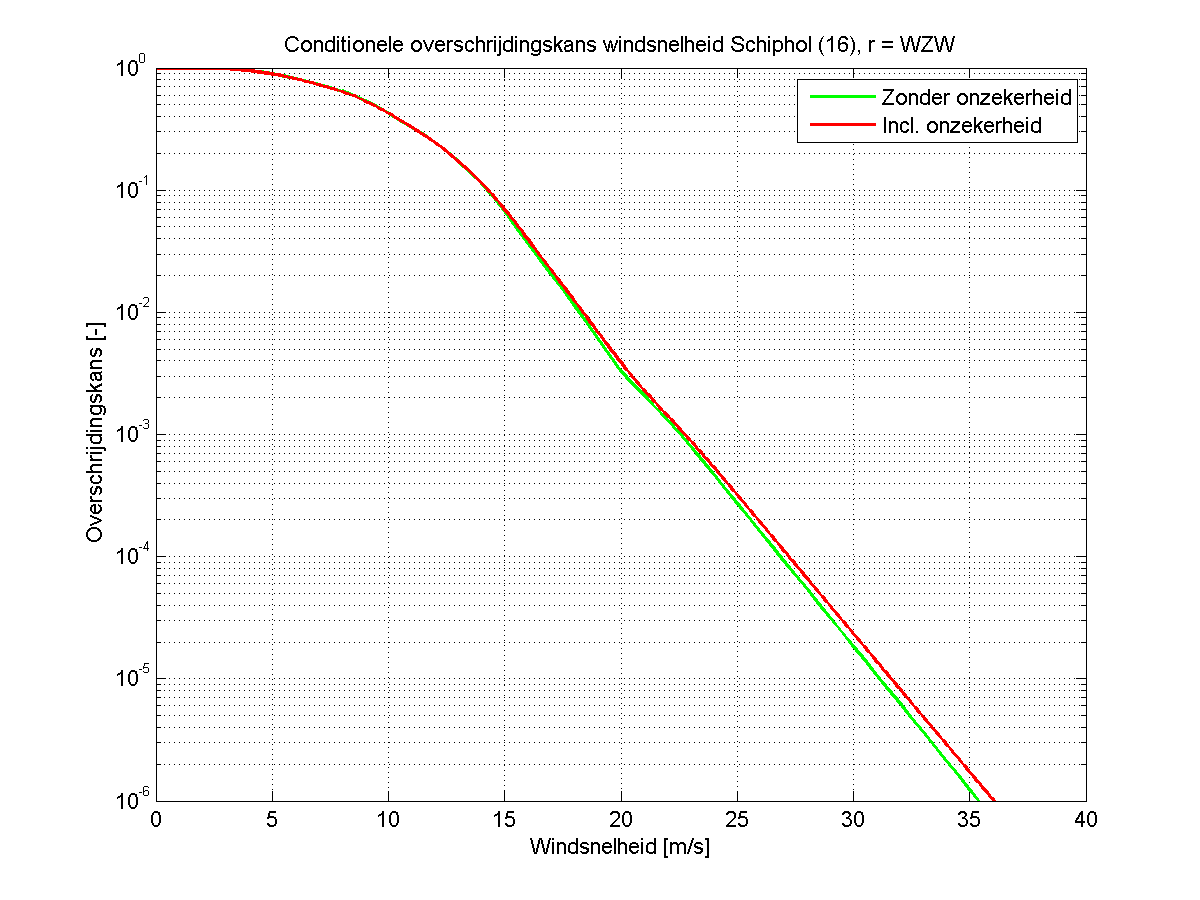 Conditionele overschrijdingskans windsnelheid Schiphol (16), r = WZW
Zonder onzekerheid
Incl. onzekerheid
Overschrijdingskans [-]
10^0
10^-1
10^-2
10^-3
10^-4
10^-5
10^-6
0 5 10 15 20 25 30 35 40
Windsnelheid [m/s]